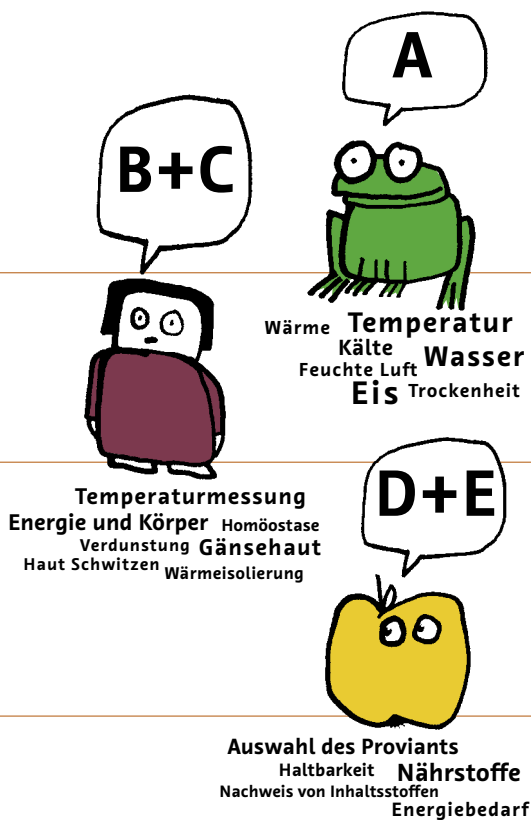 A
B+C
Wärme Temperatur
Kälte Wasser
Feuchte Luft
Eis Trockenheit
D+E
Temperaturmessung
Energie und Körper Homöostase
Verdunstung Gänsehaut
Haut Schwitzen Wärmeisolierung
Auswahl des Proviants
Haltbarkeit Nährstoffe
Nachweis von Inhaltsstoffen
Energiebedarf